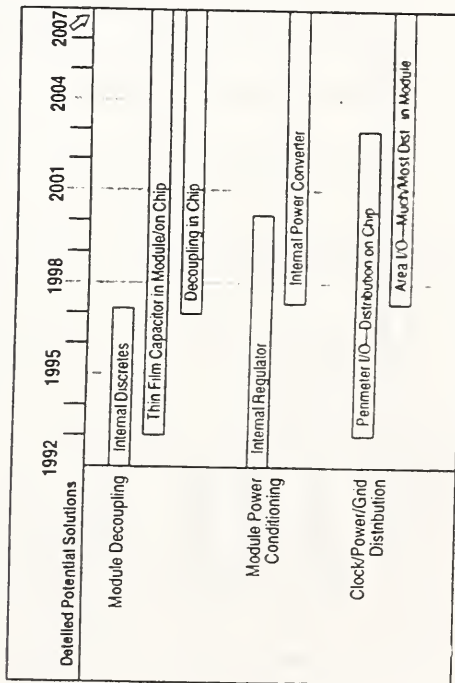 Detailed Potential Solutions
1992 1995 1998 2001 2004 2007
Module Decoupling
Internal Discretes
Thin Film Capacitor in Module/on Chip
Decoupling in Chip
Module Power
Conditioning
Internal Regulator
Internal Power Converter
Clock/Power/Grid
Distribution
Perimeter I/O—Distribution on Chip
Area I/O—Much/Most Dist in Module